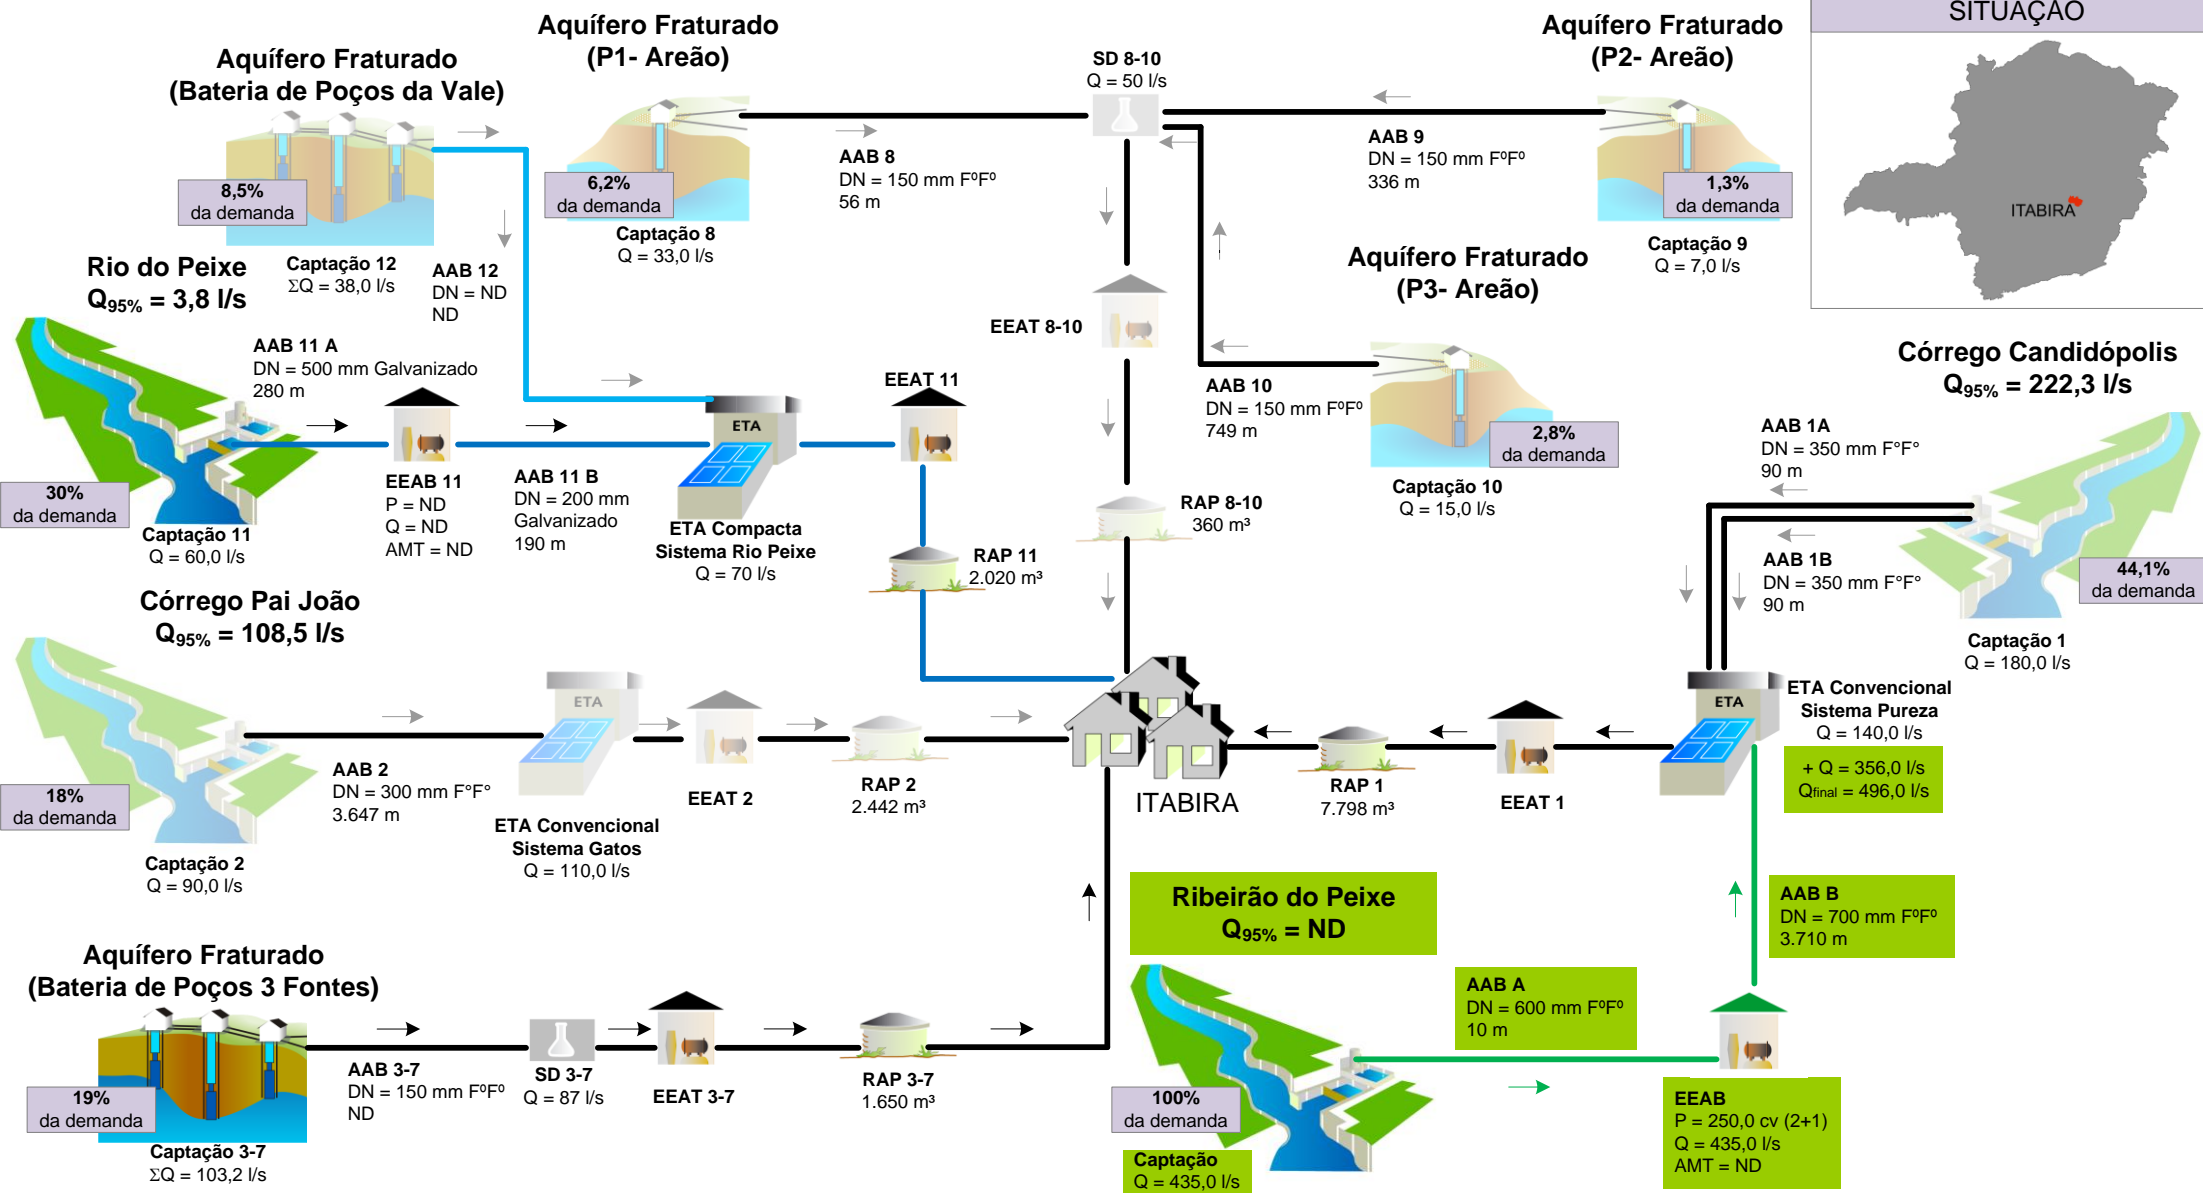 SITUAÇÃO
ITABIRA
Aquífero Fraturado
(Bateria de Poços da Vale)
8,5%
da demanda
Captação 12
ΣQ = 38,0 l/s
AAB 12
DN = ND
ND
Aquífero Fraturado
(P1- Areão)
6,2%
da demanda
Captação 8
Q = 33,0 l/s
AAB 8
DN = 150 mm FºFº
56 m
SD 8-10
Q = 50 l/s
AAB 9
DN = 150 mm FºFº
336 m
Aquífero Fraturado
(P2- Areão)
1,3%
da demanda
Captação 9
Q = 7,0 l/s
Aquífero Fraturado
(P3- Areão)
AAB 10
DN = 150 mm FºFº
749 m
2,8%
da demanda
Captação 10
Q = 15,0 l/s
EEAT 8-10
RAP 8-10
360 m³
Rio do Peixe
Q95% = 3,8 l/s
AAB 11 A
DN = 500 mm Galvanizado
280 m
30%
da demanda
Captação 11
Q = 60,0 l/s
EEAB 11
P = ND
Q = ND
AMT = ND
AAB 11 B
DN = 200 mm
Galvanizado
190 m
ETA
ETA Compacta
Sistema Rio Peixe
Q = 70 l/s
EEAT 11
RAP 11
2.020 m³
Córrego Candidópolis
Q95% = 222,3 l/s
AAB 1A
DN = 350 mm F°F°
90 m
AAB 1B
DN = 350 mm F°F°
90 m
44,1%
da demanda
Captação 1
Q = 180,0 l/s
ETA
ETA Convencional
Sistema Pureza
Q = 140,0 l/s
+ Q = 356,0 l/s
Qfinal = 496,0 l/s
EEAT 1
RAP 1
7.798 m³
ITABIRA
Córrego Pai João
Q95% = 108,5 l/s
18%
da demanda
Captação 2
Q = 90,0 l/s
AAB 2
DN = 300 mm F°F°
3.647 m
ETA
ETA Convencional
Sistema Gatos
Q = 110,0 l/s
EEAT 2
RAP 2
2.442 m³
Aquífero Fraturado
(Bateria de Poços 3 Fontes)
19%
da demanda
Captação 3-7
ΣQ = 103,2 l/s
AAB 3-7
DN = 150 mm FºFº
ND
SD 3-7
Q = 87 l/s
EEAT 3-7
RAP 3-7
1.650 m³
Ribeirão do Peixe
Q95% = ND
100%
da demanda
Captação
Q = 435,0 l/s
AAB A
DN = 600 mm FºFº
10 m
AAB B
DN = 700 mm FºFº
3.710 m
EEAB
P = 250,0 cv (2+1)
Q = 435,0 l/s
AMT = ND